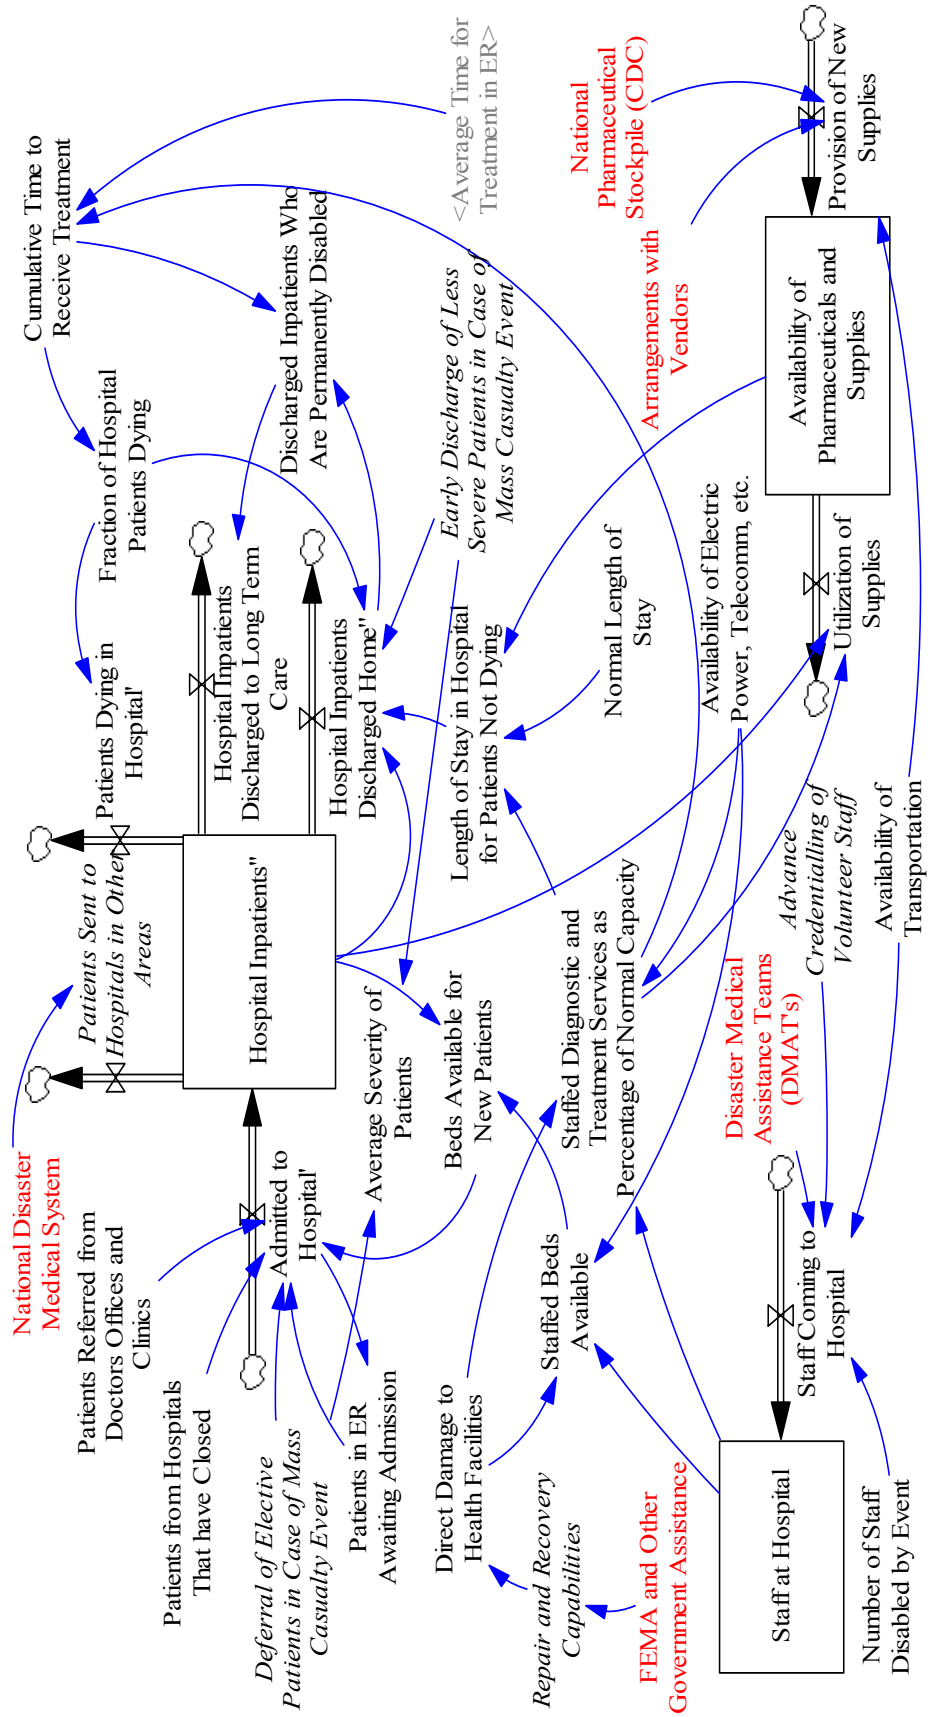 National Disaster
Medical System
Patients Sent to
Hospitals in Other
Areas
Patients Dying in
Hospital'
Fraction of Hospital
Patients Dying
Cumulative Time to
Receive Treatment
Patients Referred from
Doctors Offices and
Clinics
Patients from Hospitals
That have Closed
Admitted to
Hospital'
Hospital Inpatients"
Hospital Inpatients
Discharged to Long Term
Care
Discharged Inpatients Who
Are Permanently Disabled
Hospital Inpatients
Discharged Home"
Deferral of Elective
Patients in Case of Mass
Casualty Event
Patients in ER
Awaiting Admission
Average Severity of
Patients
Beds Available for
New Patients
Length of Stay in Hospital
for Patients Not Dying
Early Discharge of Less
Severe Patients in Case of
Mass Casualty Event
<Average Time for
Treatment in ER>
Direct Damage to
Health Facilities
Repair and Recovery
Capabilities
FEMA and Other
Government Assistance
Staffed Beds
Available
Staffed Diagnostic and
Treatment Services as
Percentage of Normal Capacity
Normal Length of
Stay
Availability of Electric
Power, Telecomm, etc.
Arrangements with
Vendors
National
Pharmaceutical
Stockpile (CDC)
Disaster Medical
Assistance Teams
(DMAT's)
Advance
Credentialling of
Volunteer Staff
Staff at Hospital
Staff Coming to
Hospital
Number of Staff
Disabled by Event
Availability of
Transportation
Utilization of
Supplies
Availability of
Pharmaceuticals and
Supplies
Provision of New
Supplies